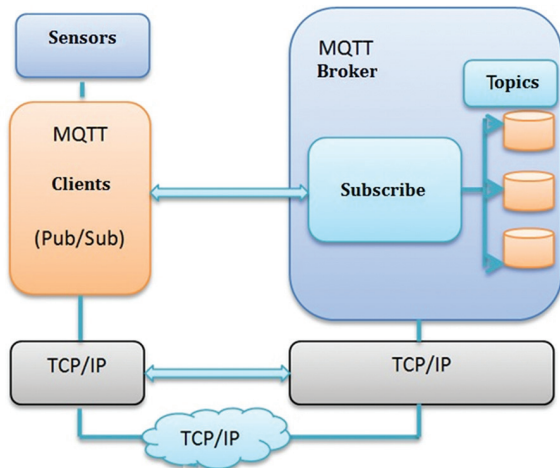 Sensors
MQTT
Clients
(Pub/Sub)
MQTT
Broker
Topics
Subscribe
TCP/IP
TCP/IP
TCP/IP